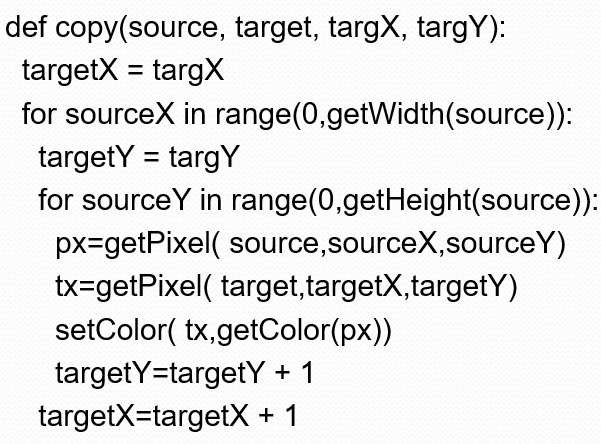 def copy(source, target, targX, targY):
  targetX = targX
  for sourceX in range(0,getWidth(source)):
    targetY = targY
    for sourceY in range(0,getHeight(source)):
      px=getPixel( source,sourceX,sourceY)
      tx=getPixel( target,targetX,targetY)
      setColor( tx,getColor(px))
      targetY=targetY + 1
    targetX=targetX + 1